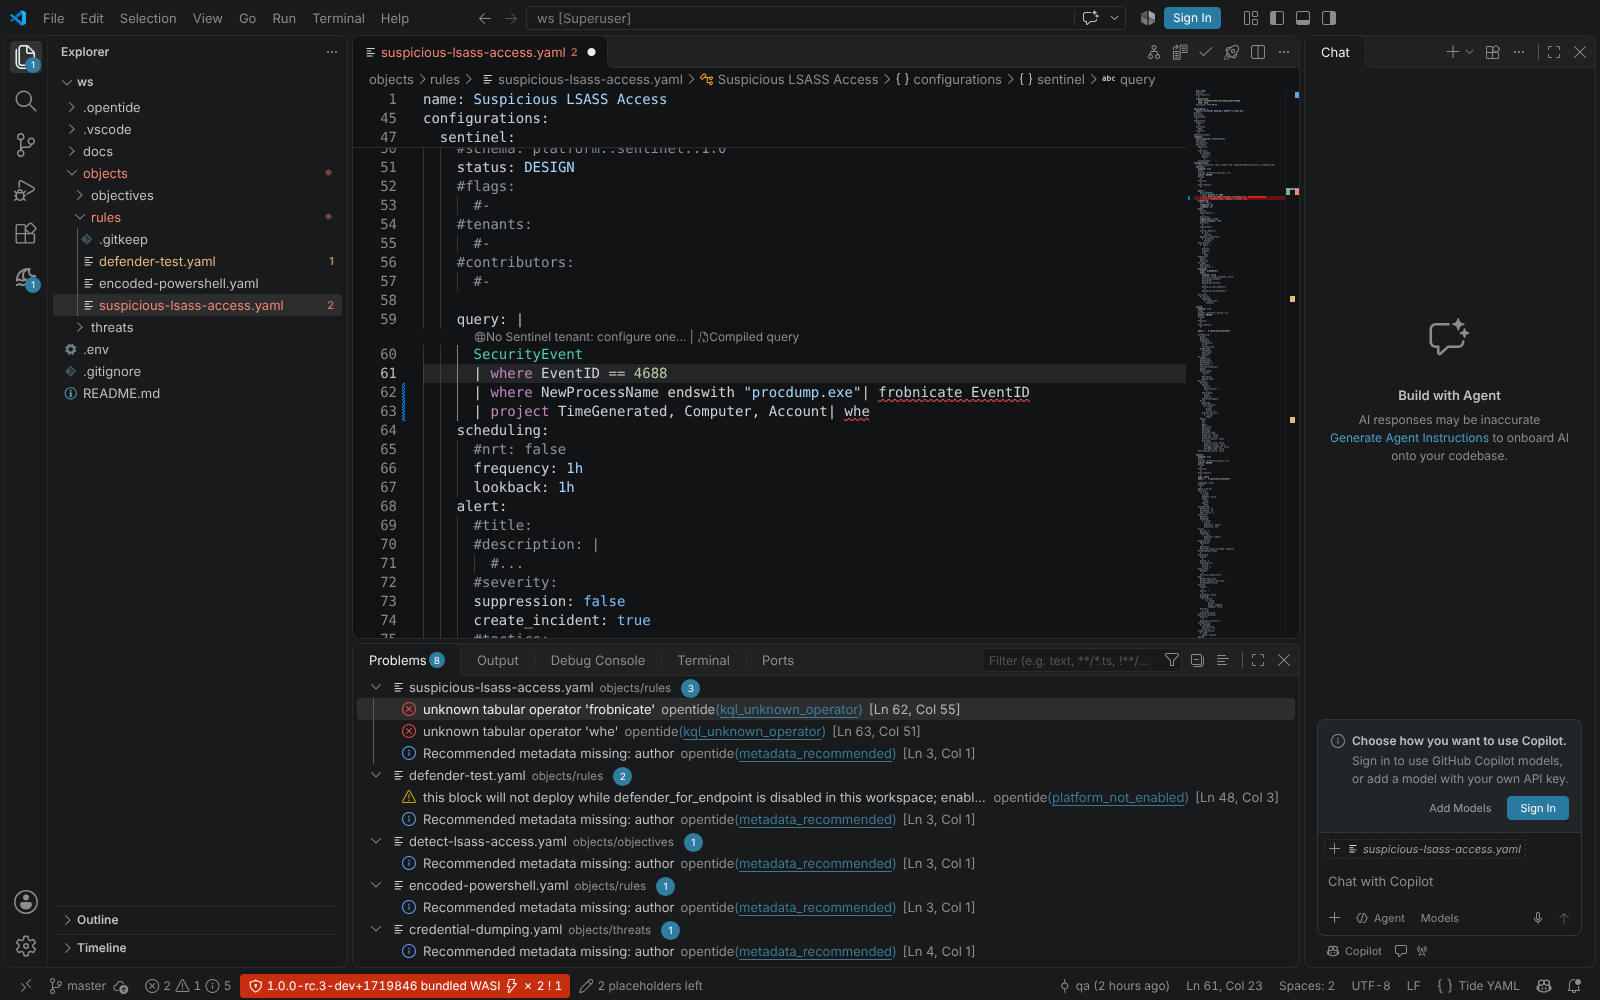 File Edit Selection View Go Run Terminal Help
ws [Superuser]
Sign In
Explorer
ws
.opentide
.vscode
docs
objects
objectives
rules
.gitkeep
defender-test.yaml 1
encoded-powershell.yaml
suspicious-lsass-access.yaml 2
threats
.env
.gitignore
README.md
Outline
Timeline
1
1
suspicious-lsass-access.yaml 2
objects > rules > suspicious-lsass-access.yaml > Suspicious LSASS Access > { } configurations > { } sentinel > abc query
1 name: Suspicious LSASS Access
45 configurations:
47 sentinel:
50 #schema: platform::sentinel::1.0
51 status: DESIGN
52 #flags:
53 #-
54 #tenants:
55 #-
56 #contributors:
57 #-
58
59 query: |
No Sentinel tenant: configure one... | Compiled query
60 SecurityEvent
61 | where EventID == 4688
62 | where NewProcessName endswith "procdump.exe"| frobnicate EventID
63 | project TimeGenerated, Computer, Account| whe
64 scheduling:
65 #nrt: false
66 frequency: 1h
67 lookback: 1h
68 alert:
69 #title:
70 #description: |
71 #...
72 #severity:
73 suppression: false
74 create_incident: true
75 #tactics:
Problems 8 Output Debug Console Terminal Ports
Filter (e.g. text, **/*.ts, !**/...
suspicious-lsass-access.yaml objects/rules 3
unknown tabular operator 'frobnicate' opentide(kql_unknown_operator) [Ln 62, Col 55]
unknown tabular operator 'whe' opentide(kql_unknown_operator) [Ln 63, Col 51]
Recommended metadata missing: author opentide(metadata_recommended) [Ln 3, Col 1]
defender-test.yaml objects/rules 2
this block will not deploy while defender_for_endpoint is disabled in this workspace; enabl... opentide(platform_not_enabled) [Ln 48, Col 3]
Recommended metadata missing: author opentide(metadata_recommended) [Ln 3, Col 1]
detect-lsass-access.yaml objects/objectives 1
Recommended metadata missing: author opentide(metadata_recommended) [Ln 3, Col 1]
encoded-powershell.yaml objects/rules 1
Recommended metadata missing: author opentide(metadata_recommended) [Ln 3, Col 1]
credential-dumping.yaml objects/threats 1
Recommended metadata missing: author opentide(metadata_recommended) [Ln 4, Col 1]
Chat
Build with Agent
AI responses may be inaccurate
Generate Agent Instructions to onboard AI
onto your codebase.
Choose how you want to use Copilot.
Sign in to use GitHub Copilot models,
or add a model with your own API key.
Add Models Sign In
suspicious-lsass-access.yaml
Chat with Copilot
Agent Models
Copilot
master 2 1 5 1.0.0-rc.3-dev+1719846 bundled WASI × 2 ! 1 2 placeholders left qa (2 hours ago) Ln 61, Col 23 Spaces: 2 UTF-8 LF { } Tide YAML